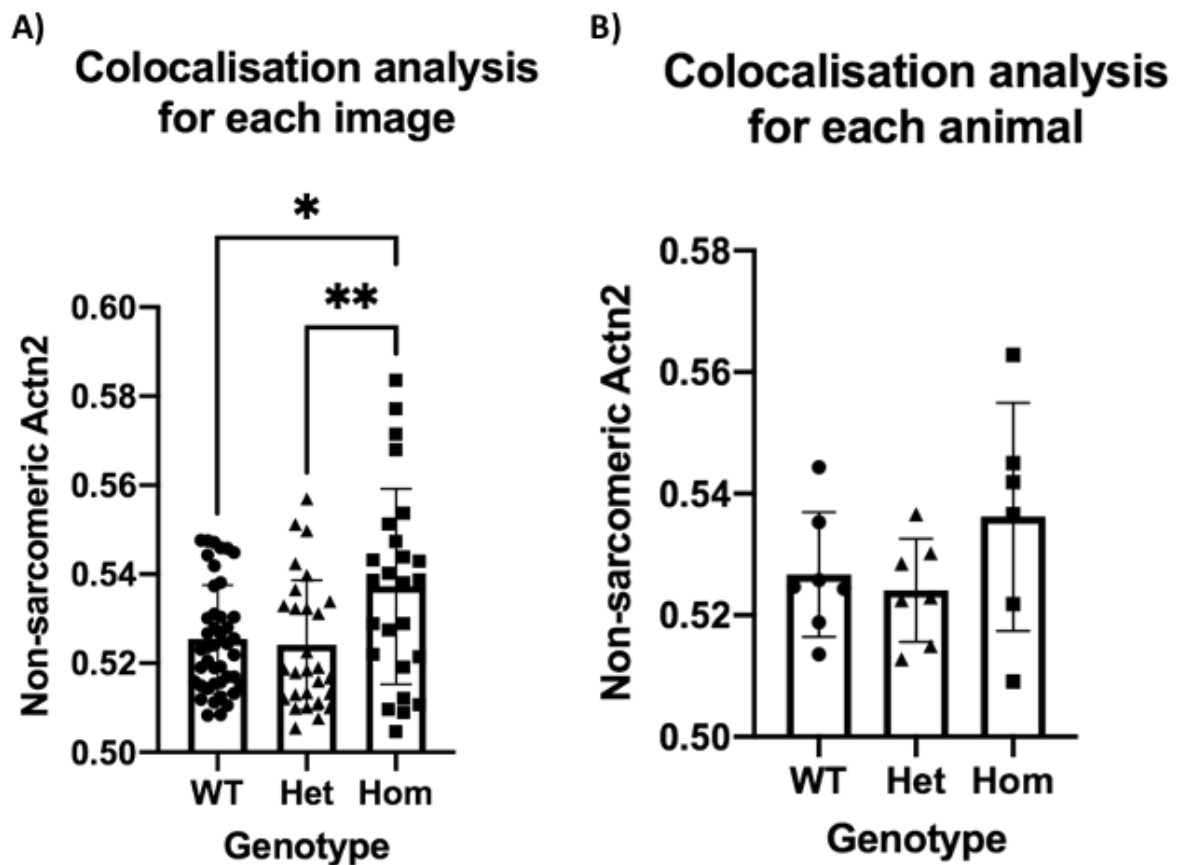 A)
Colocalisation analysis
for each image
*
**
0.60
0.58
0.56
0.54
0.52
0.50
Non-sarcomeric Actn2
WT Het Hom
Genotype
B)
Colocalisation analysis
for each animal
0.58
0.56
0.54
0.52
0.50
Non-sarcomeric Actn2
WT Het Hom
Genotype